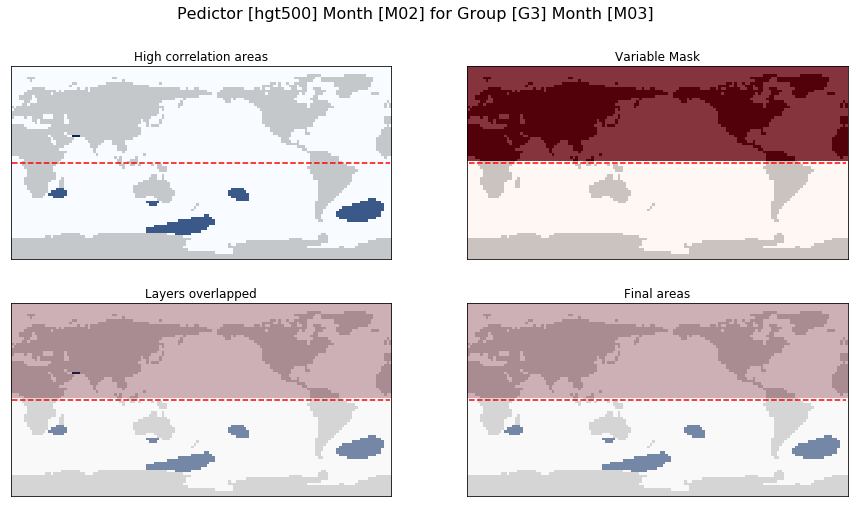 Pedictor [hgt500] Month [M02] for Group [G3] Month [M03]
High correlation areas
Variable Mask
Layers overlapped
Final areas